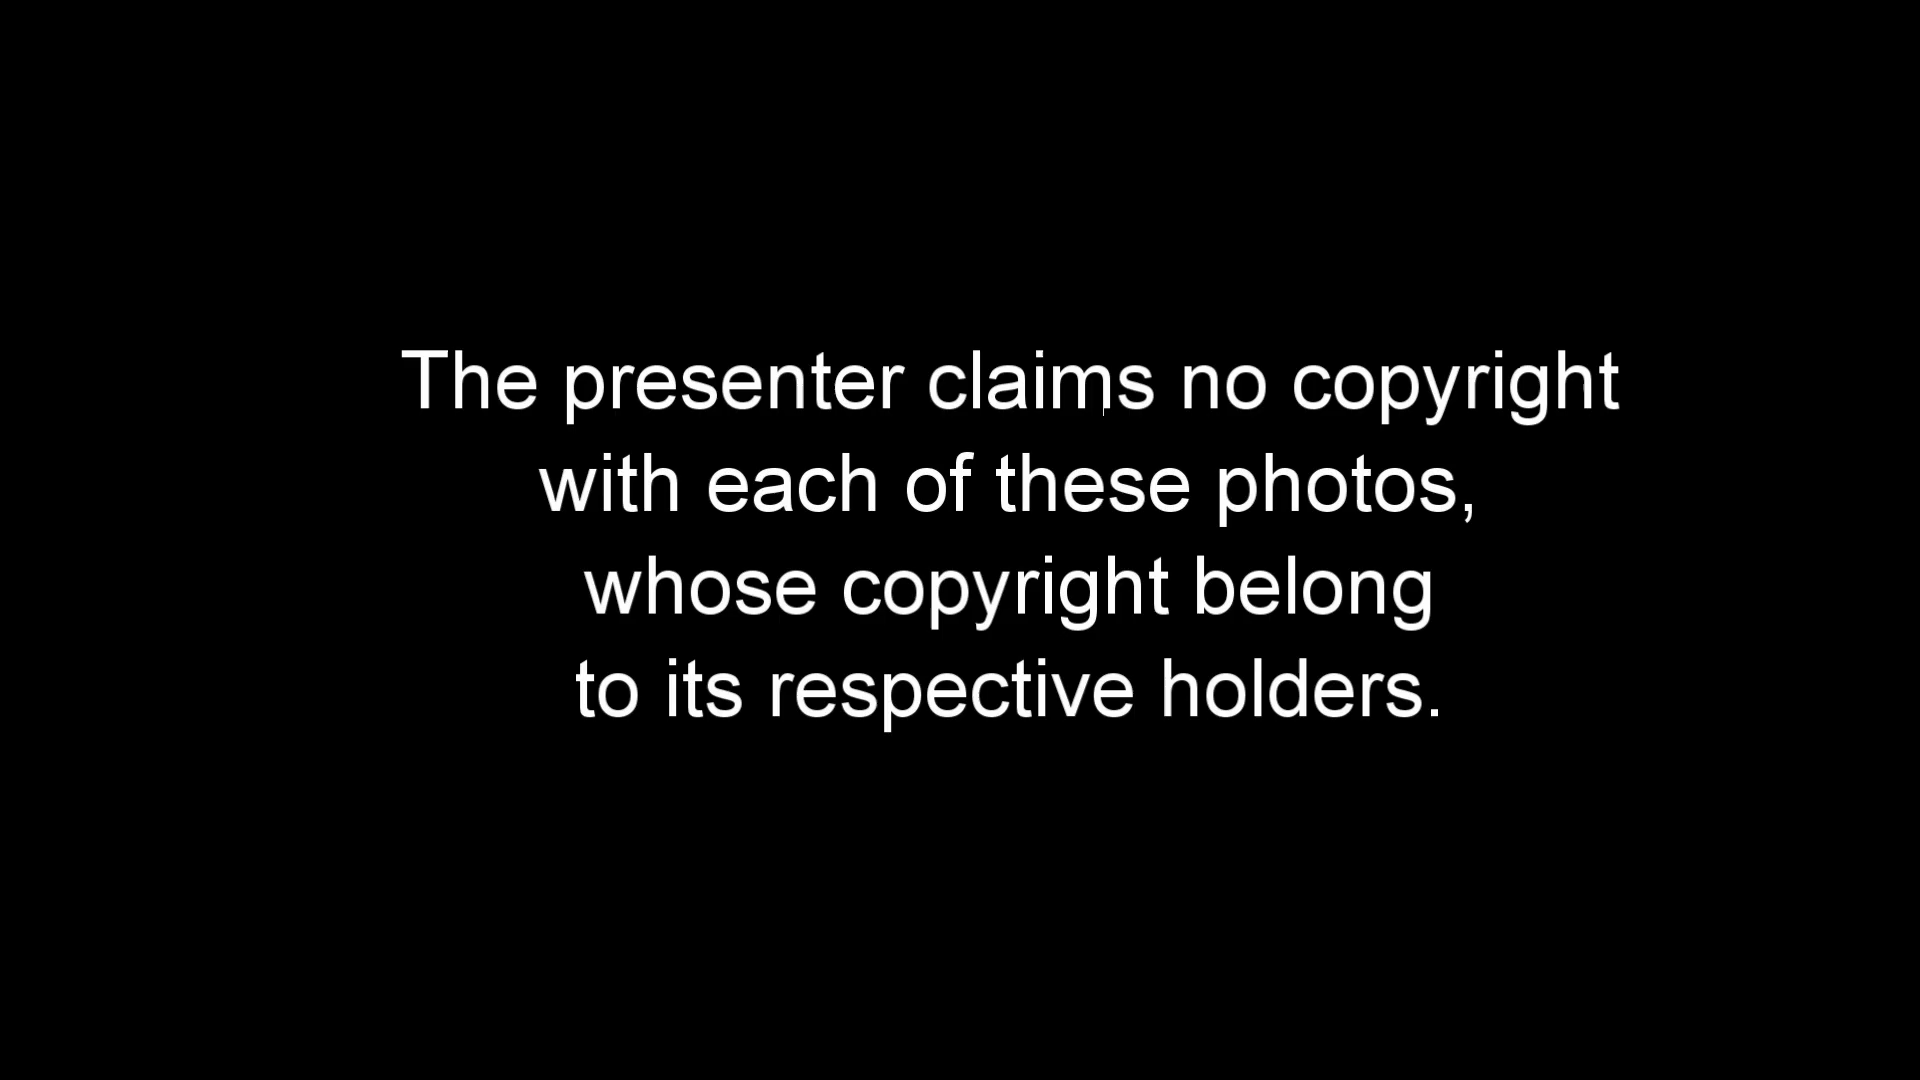 The presenter claims no copyright
with each of these photos,
whose copyright belong
to its respective holders.